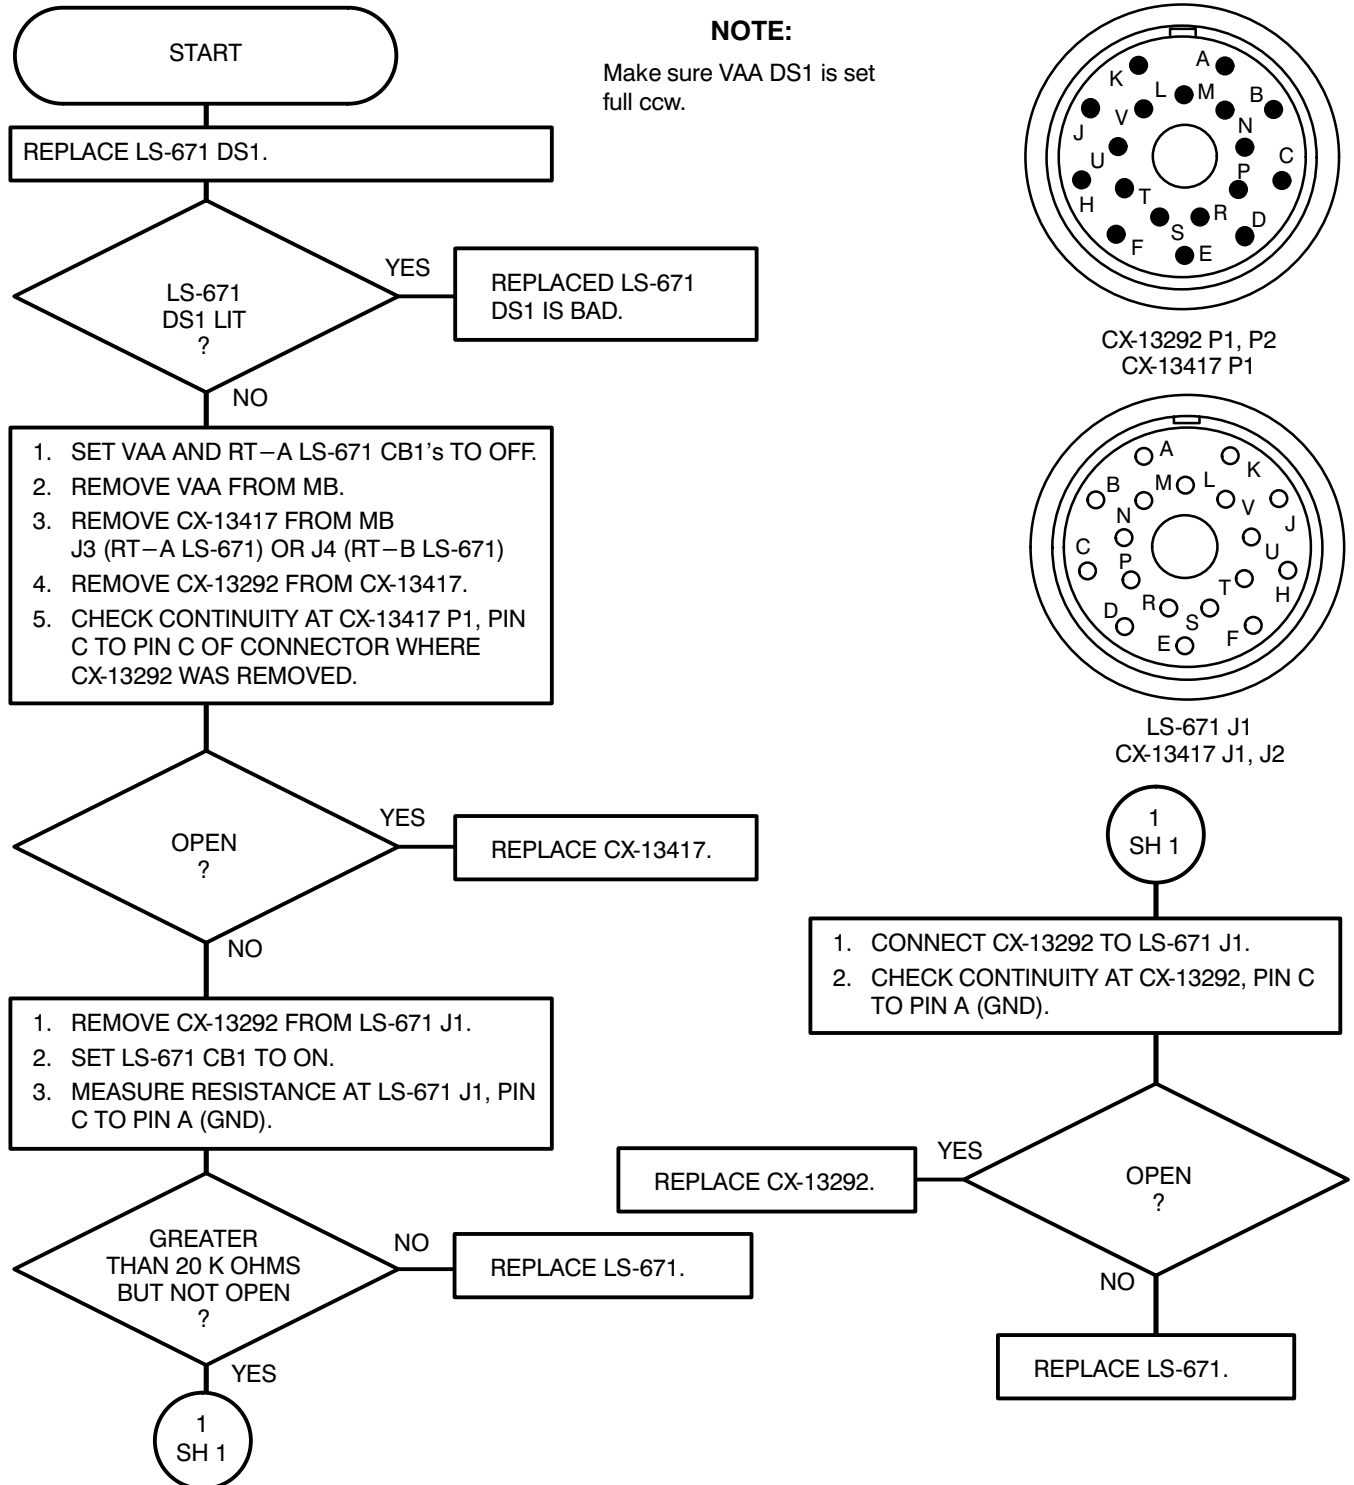 START
NOTE:
Make sure VAA DS1 is set
full ccw.
REPLACE LS-671 DS1.
LS-671
DS1 LIT
?
YES
REPLACED LS-671
DS1 IS BAD.
NO
1. SET VAA AND RT–A LS-671 CB1's TO OFF.
2. REMOVE VAA FROM MB.
3. REMOVE CX-13417 FROM MB
J3 (RT–A LS-671) OR J4 (RT–B LS-671)
4. REMOVE CX-13292 FROM CX-13417.
5. CHECK CONTINUITY AT CX-13417 P1, PIN
C TO PIN C OF CONNECTOR WHERE
CX-13292 WAS REMOVED.
OPEN
?
YES
REPLACE CX-13417.
NO
1. REMOVE CX-13292 FROM LS-671 J1.
2. SET LS-671 CB1 TO ON.
3. MEASURE RESISTANCE AT LS-671 J1, PIN
C TO PIN A (GND).
GREATER
THAN 20 K OHMS
BUT NOT OPEN
?
NO
REPLACE LS-671.
YES
1
SH 1
K
A
L
M
B
J
V
N
U
C
P
H
T
R
D
S
F
E
CX-13292 P1, P2
CX-13417 P1
A
K
B
M
L
J
N
V
C
U
P
T
H
D
R
S
F
E
LS-671 J1
CX-13417 J1, J2
1
SH 1
1. CONNECT CX-13292 TO LS-671 J1.
2. CHECK CONTINUITY AT CX-13292, PIN C
TO PIN A (GND).
OPEN
?
YES
REPLACE CX-13292.
NO
REPLACE LS-671.